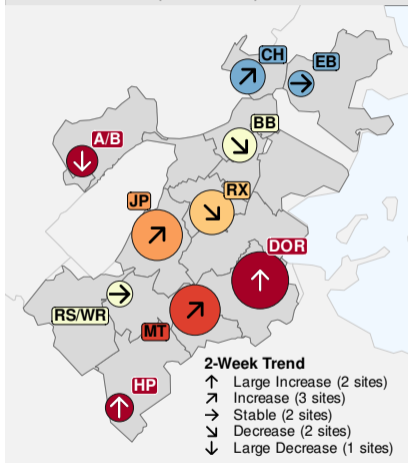 CH
EB
BB
A/B
RX
JP
DOR
RS/WR
MT
HP
2-Week Trend
↑ Large Increase (2 sites)
↗ Increase (3 sites)
→ Stable (2 sites)
↘ Decrease (2 sites)
↓ Large Decrease (1 sites)